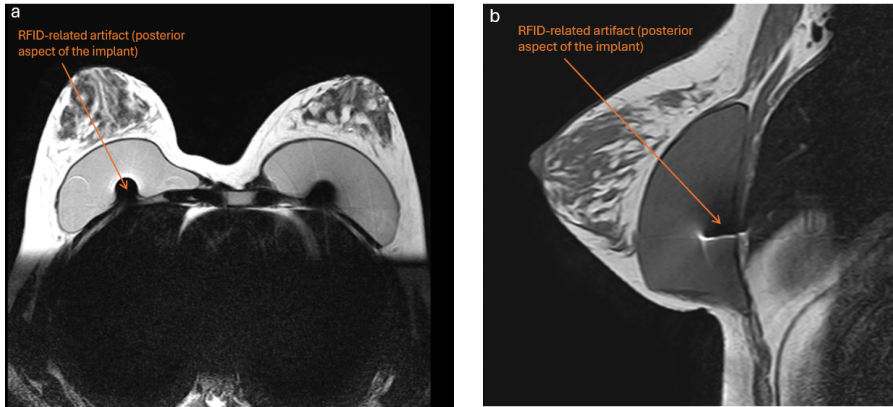 a
RFID-related artifact (posterior
aspect of the implant)
b
RFID-related artifact (posterior
aspect of the implant)